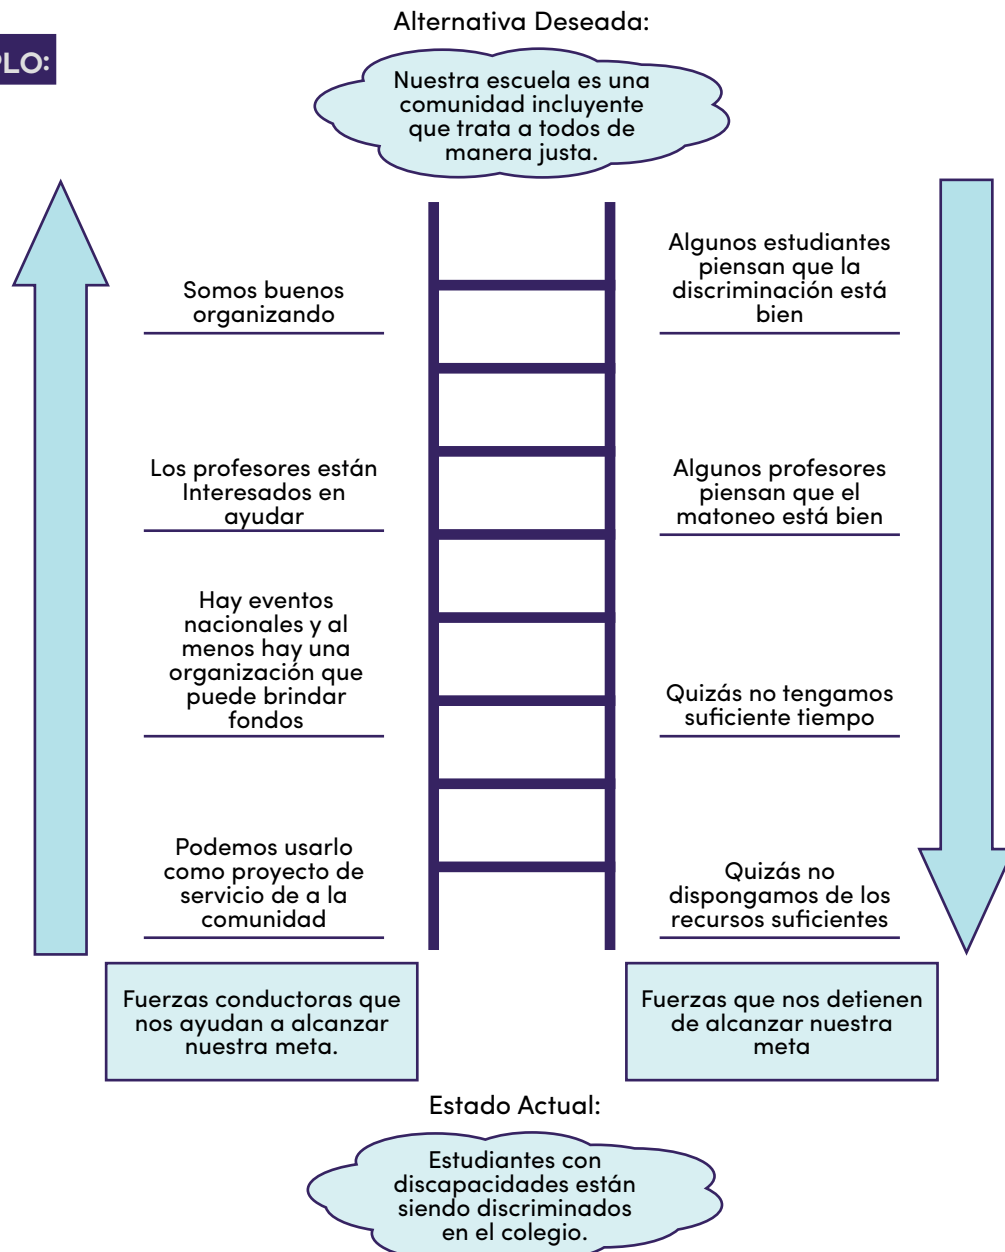 PLO:
Alternativa Deseada:
Nuestra escuela es una
comunidad incluyente
que trata a todos de
manera justa.
Somos buenos
organizando
Los profesores están
Interesados en
ayudar
Hay eventos
nacionales y al
menos hay una
organización que
puede brindar
fondos
Podemos usarlo
como proyecto de
servicio de a la
comunidad
Algunos estudiantes
piensan que la
discriminación está
bien
Algunos profesores
piensan que el
matoneo está bien
Quizás no tengamos
suficiente tiempo
Quizás no
dispongamos de los
recursos suficientes
Fuerzas conductoras que
nos ayudan a alcanzar
nuestra meta.
Fuerzas que nos detienen
de alcanzar nuestra
meta
Estado Actual:
Estudiantes con
discapacidades están
siendo discriminados
en el colegio.